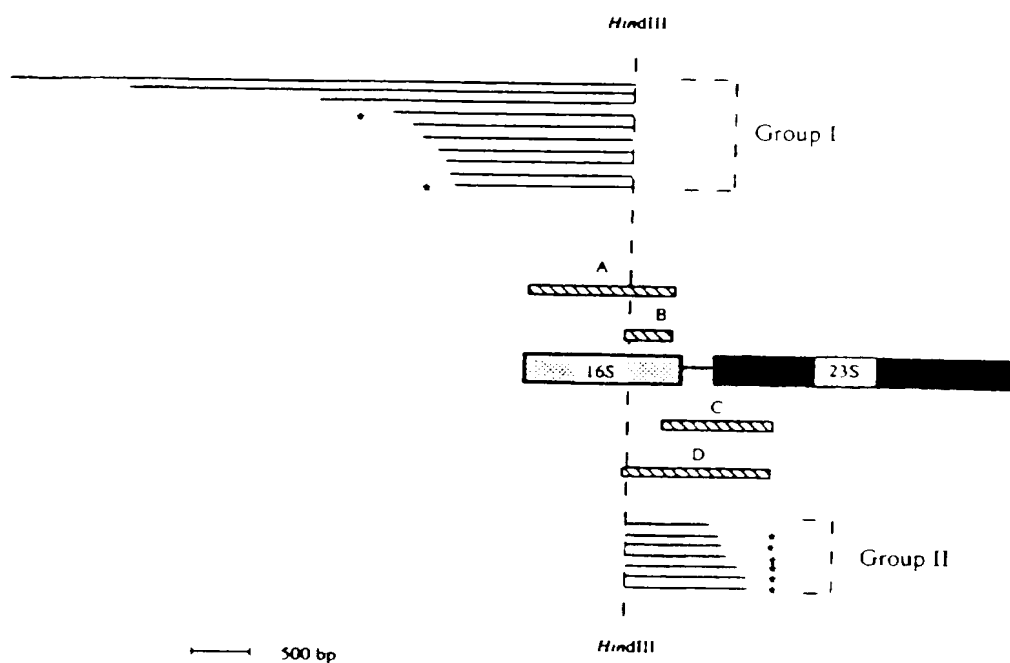 HindIII
*
Group I
*
A
B
16S
23S
C
D
*
*
*
*
*
*
Group II
HindIII
500 bp